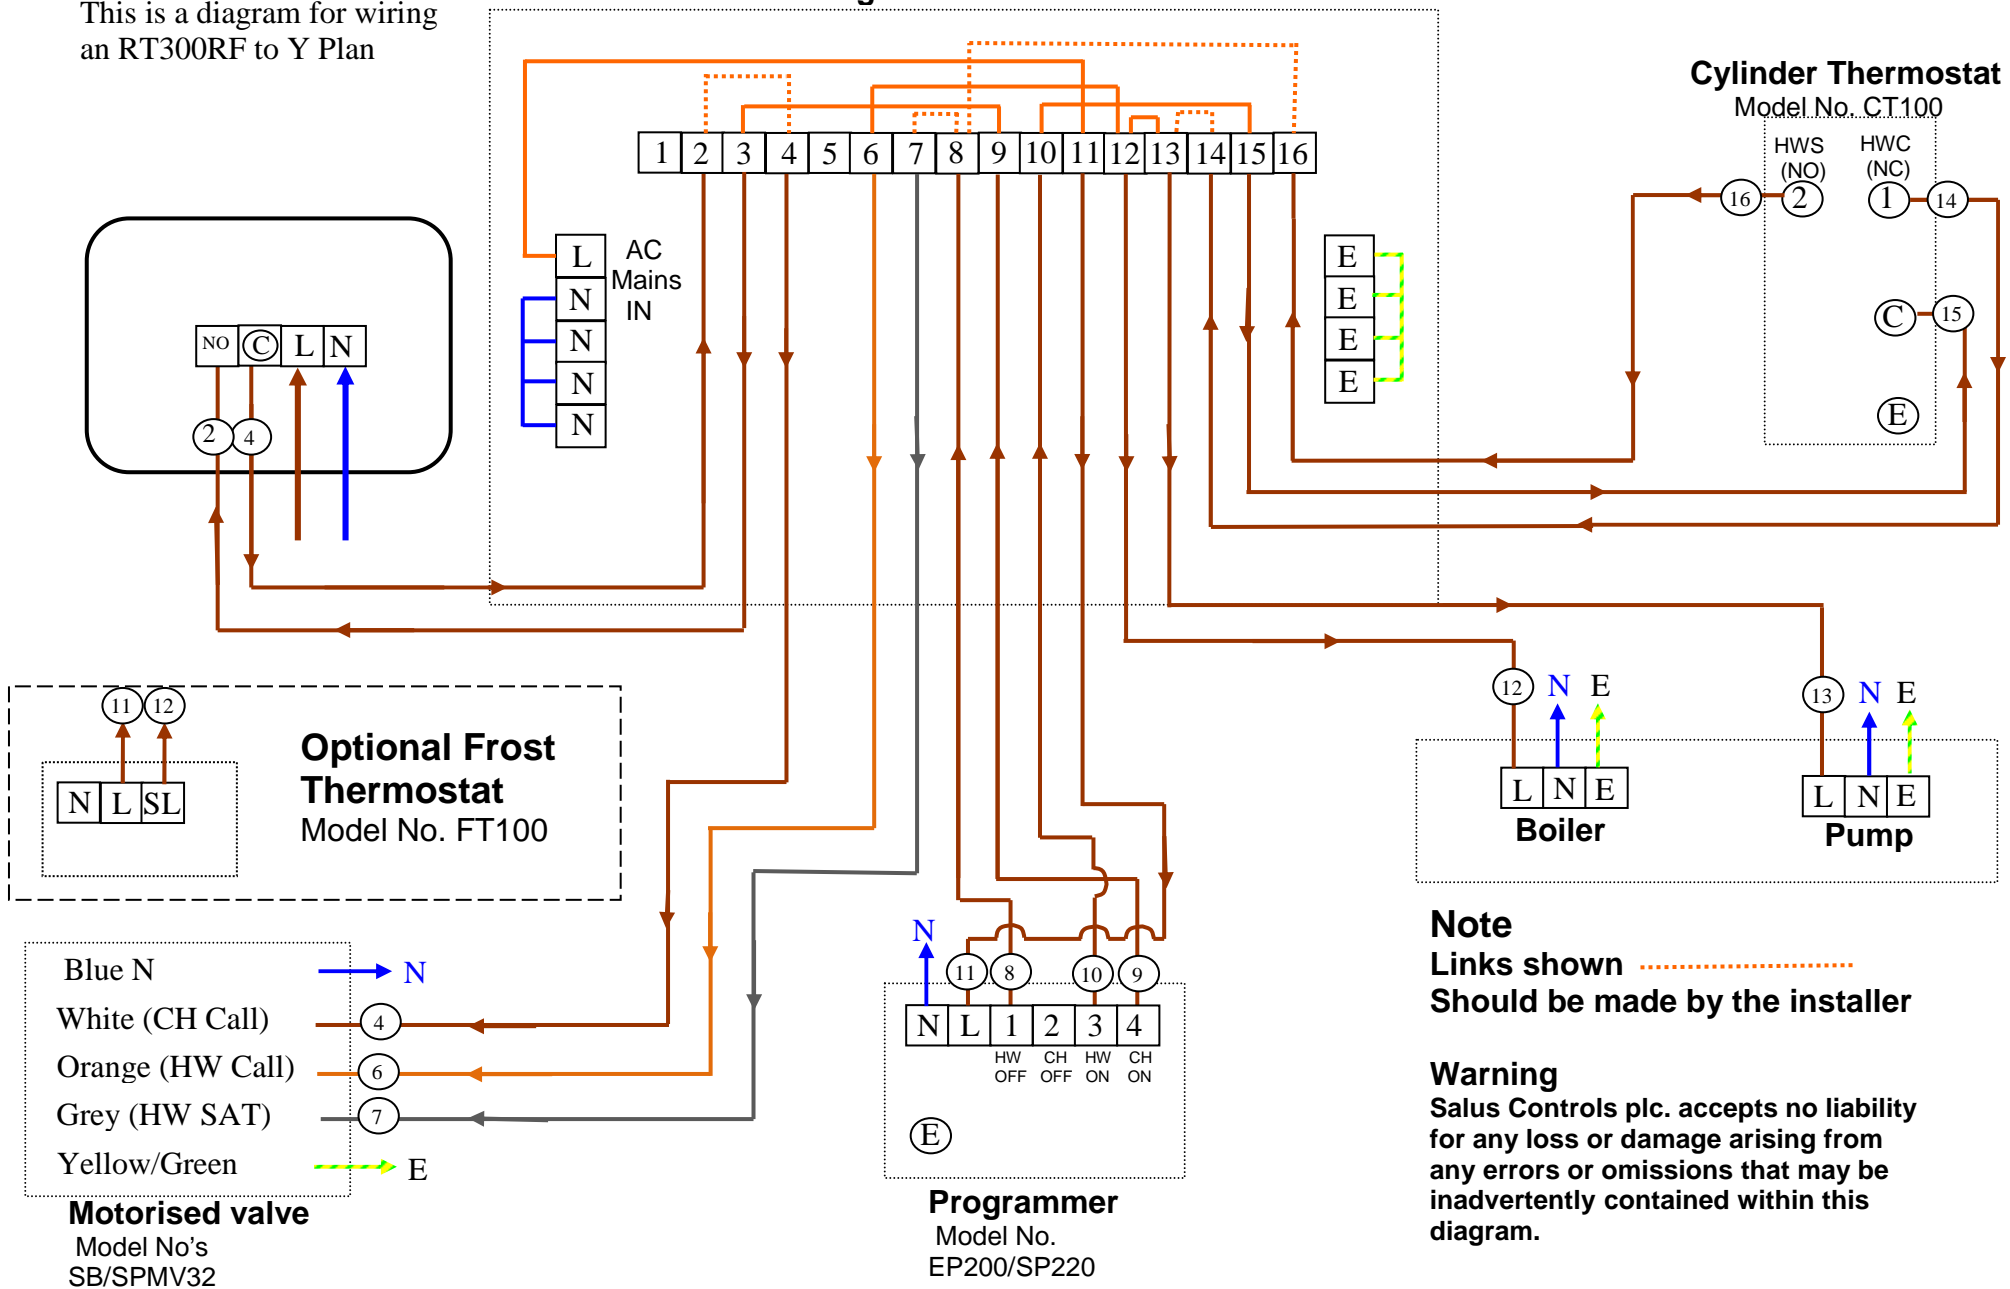 This is a diagram for wiring
an RT300RF to Y Plan
Cylinder Thermostat
Model No. CT100
HWS
(NO)
HWC
(NC)
16
2
1
14
C
15
E
1 2 3 4 5 6 7 8 9 10 11 12 13 14 15 16
L
N
N
N
N
AC
Mains
IN
E
E
E
E
NO C L N
2 4
11 12
N L SL
Optional Frost
Thermostat
Model No. FT100
12 N E
L N E
Boiler
13 N E
L N E
Pump
Blue N
N
White (CH Call)
4
Orange (HW Call)
6
Grey (HW SAT)
7
Yellow/Green
E
Motorised valve
Model No's
SB/SPMV32
N
11 8 10 9
N L 1 2 3 4
HW CH HW CH
OFF OFF ON ON
E
Programmer
Model No.
EP200/SP220
Note
Links shown
Should be made by the installer
Warning
Salus Controls plc. accepts no liability
for any loss or damage arising from
any errors or omissions that may be
inadvertently contained within this
diagram.